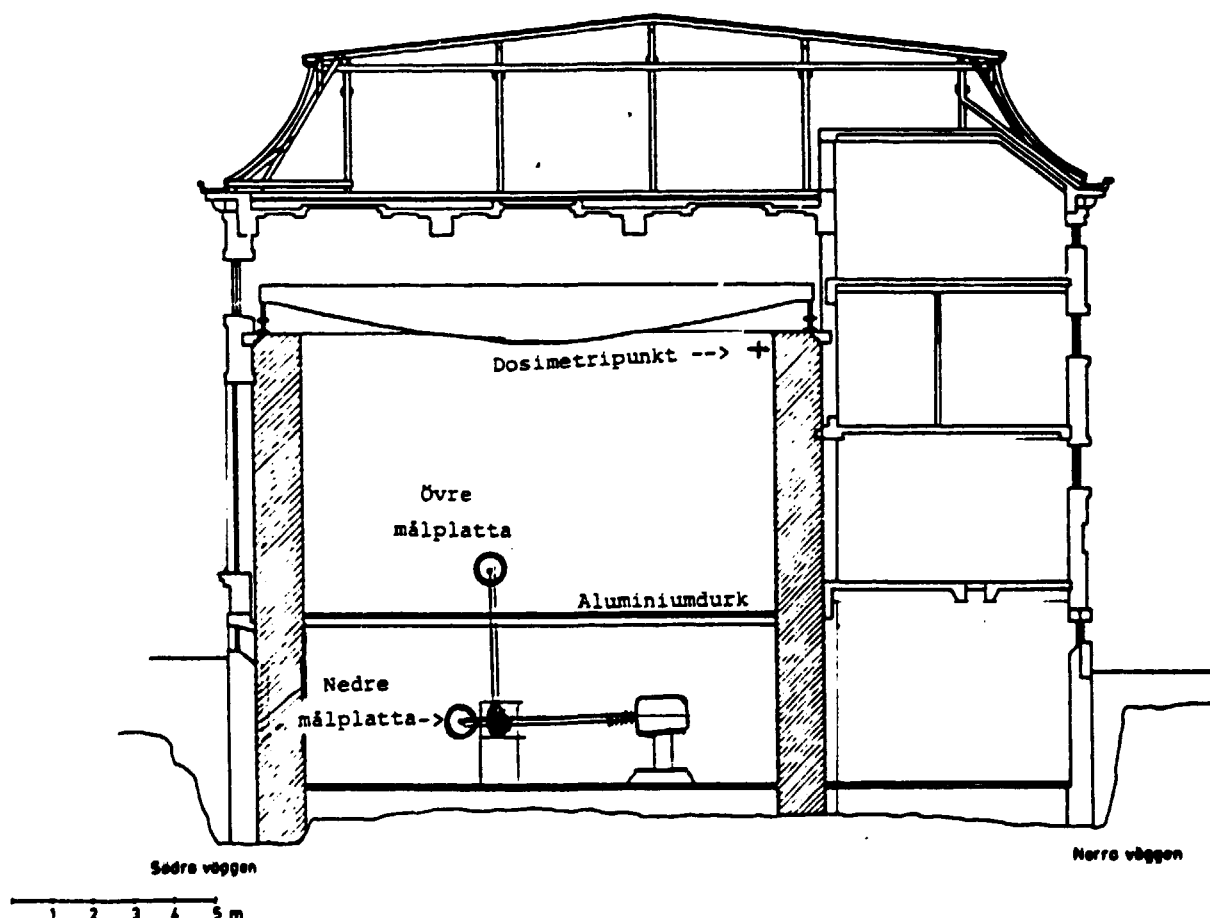 Dosimetripunkt --> +
Övre
målplatta
Aluminiumdurk
Nedre
målplatta->
Södra väggen
Norra väggen
1 2 3 4 5 m